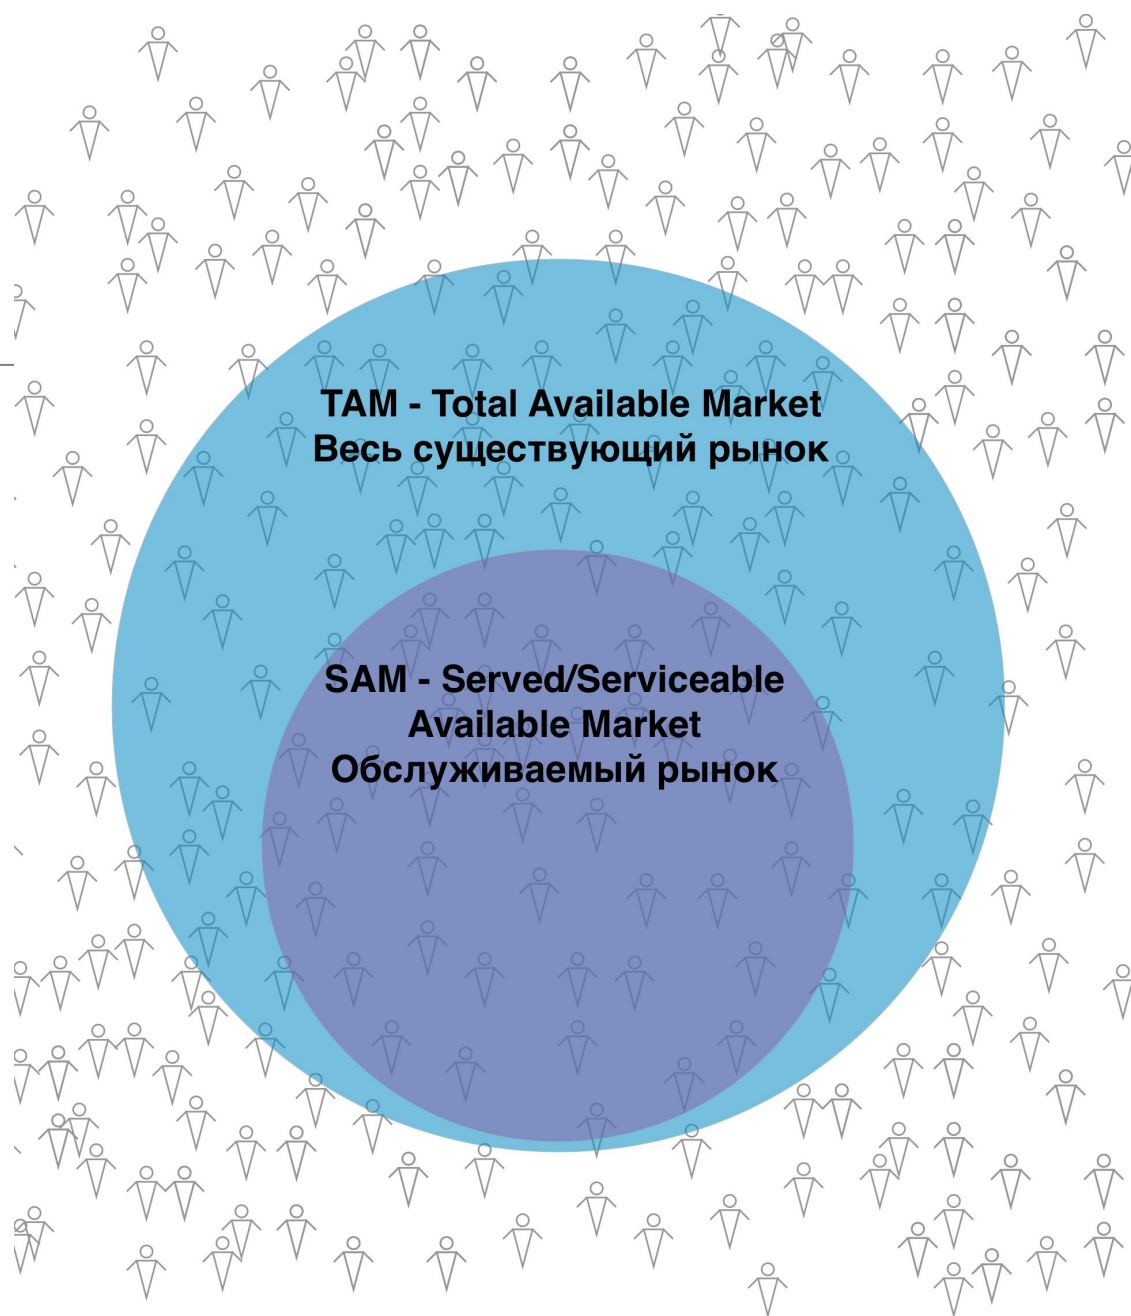 TAM - Total Available Market
Весь существующий рынок
SAM - Served/Serviceable
Available Market
Обслуживаемый рынок